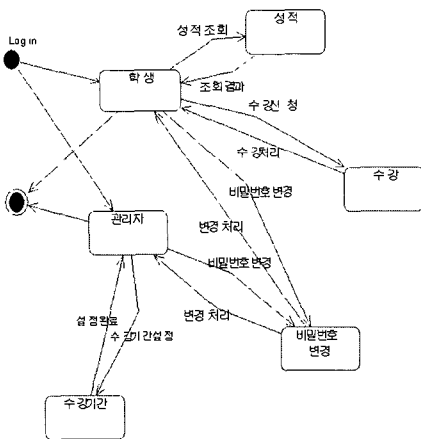 성적
성적 조회
Log in
학 생
조회결과
수 강신 청
수 강처리
수 강
비밀번호 변경
관리자
변경 처리
비밀번호 변경
변경 처리
설 정완료
수 강기 간설 정
비밀번호
변경
수 강기간